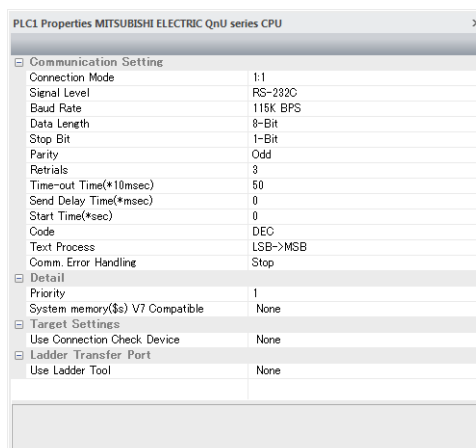 PLC1 Properties MITSUBISHI ELECTRIC QnU series CPU
Communication Setting
Connection Mode 1:1
Signal Level RS-232C
Baud Rate 115K BPS
Data Length 8-Bit
Stop Bit 1-Bit
Parity Odd
Retrials 3
Time-out Time(*10msec) 50
Send Delay Time(*msec) 0
Start Time(*sec) 0
Code DEC
Text Process LSB->MSB
Comm. Error Handling Stop
Detail
Priority 1
System memory($s) V7 Compatible None
Target Settings
Use Connection Check Device None
Ladder Transfer Port
Use Ladder Tool None